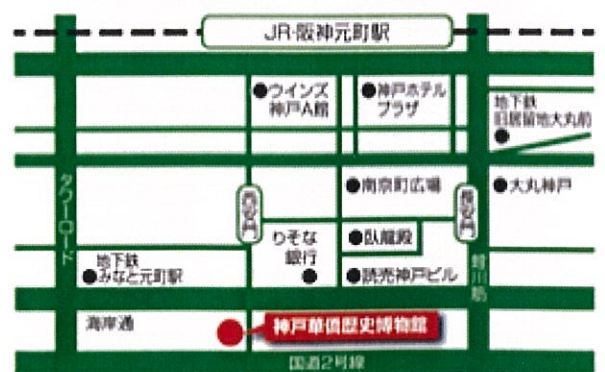 JR・阪神元町駅
ウインズ
神戸A館
神戸ホテル
プラザ
地下鉄
旧居留地大丸前
タワーロード
西安門
南京町広場
長安門
大丸神戸
りそな
銀行
臥龍殿
地下鉄
みなと元町駅
読売神戸ビル
鯉川筋
海岸通
神戸華僑歴史博物館
国道2号線